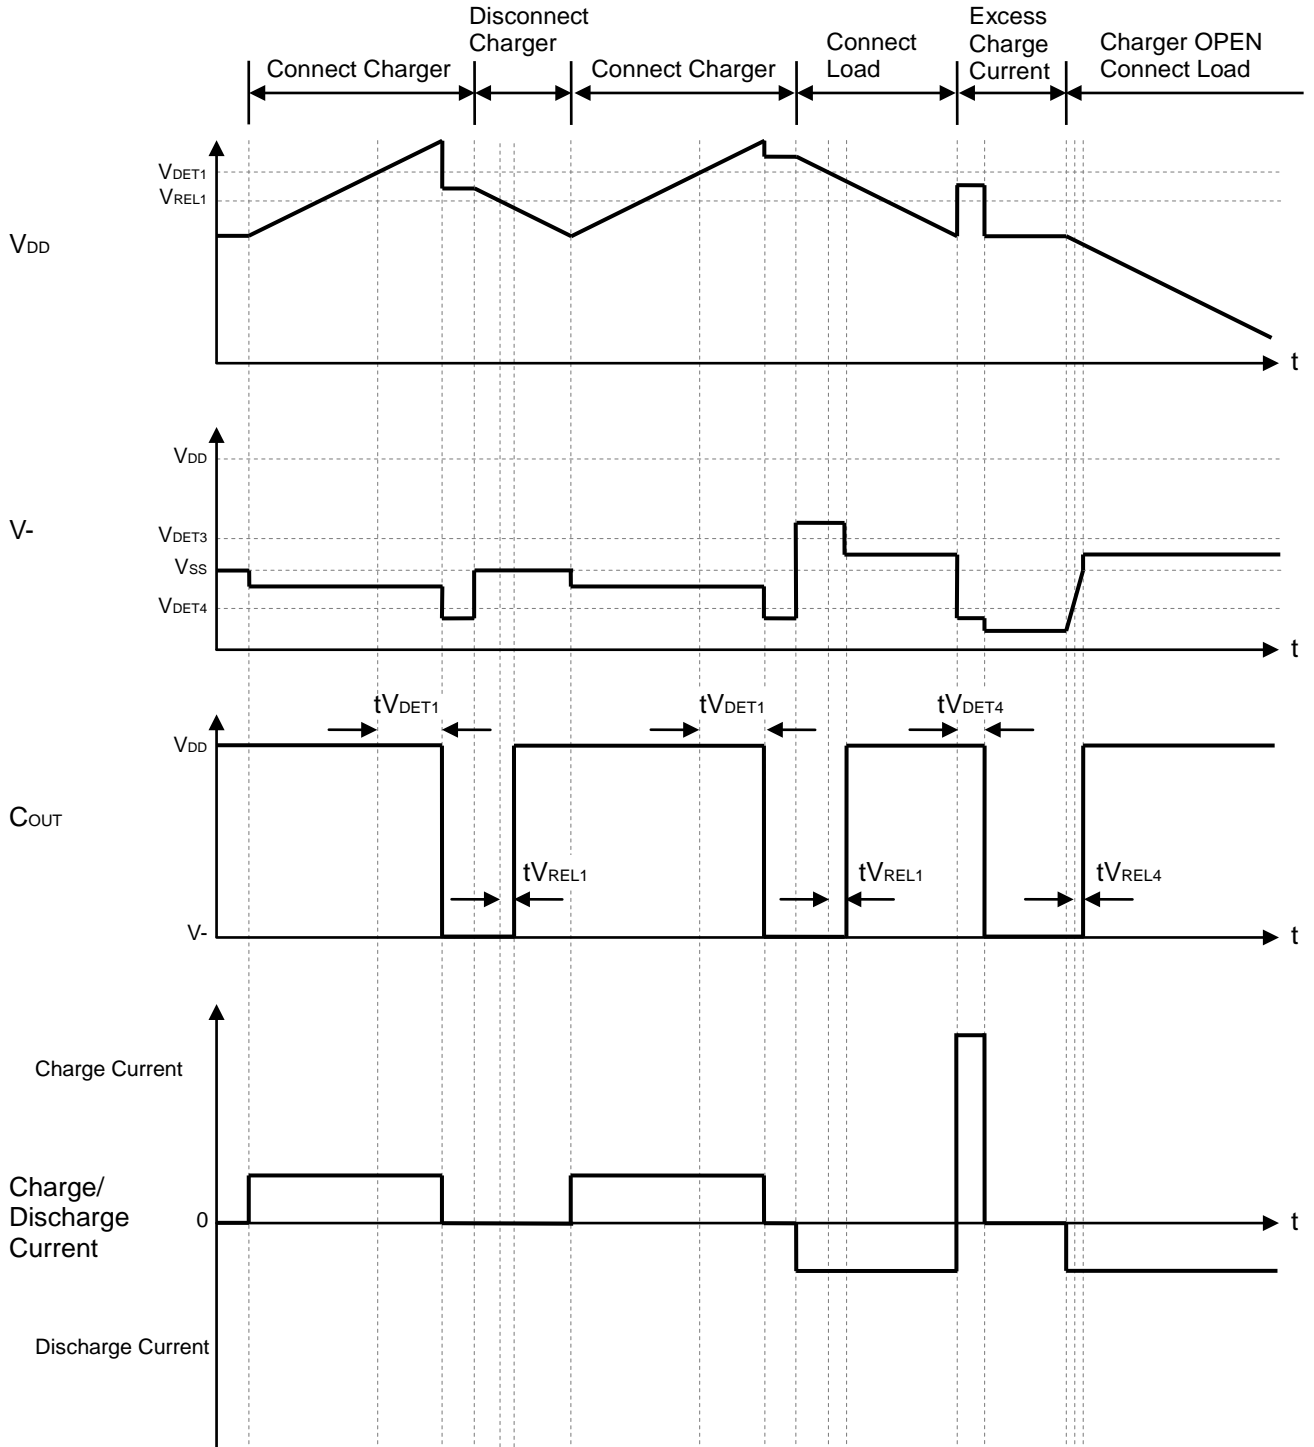 Disconnect
Charger
Excess
Charge
Current
Connect
Load
Charger OPEN
Connect Load
Connect Charger
Connect Charger
VDET1
VREL1
VDD
t
VDD
V-
VDET3
VSS
VDET4
t
tVDET1
tVDET1
tVDET4
VDD
COUT
tVREL1
tVREL1
tVREL4
V-
t
Charge Current
Charge/
Discharge
Current
0
t
Discharge Current